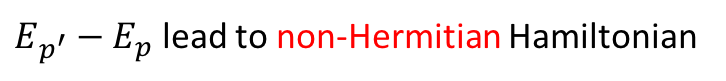 E_{p'} − E_p lead to non-Hermitian Hamiltonian